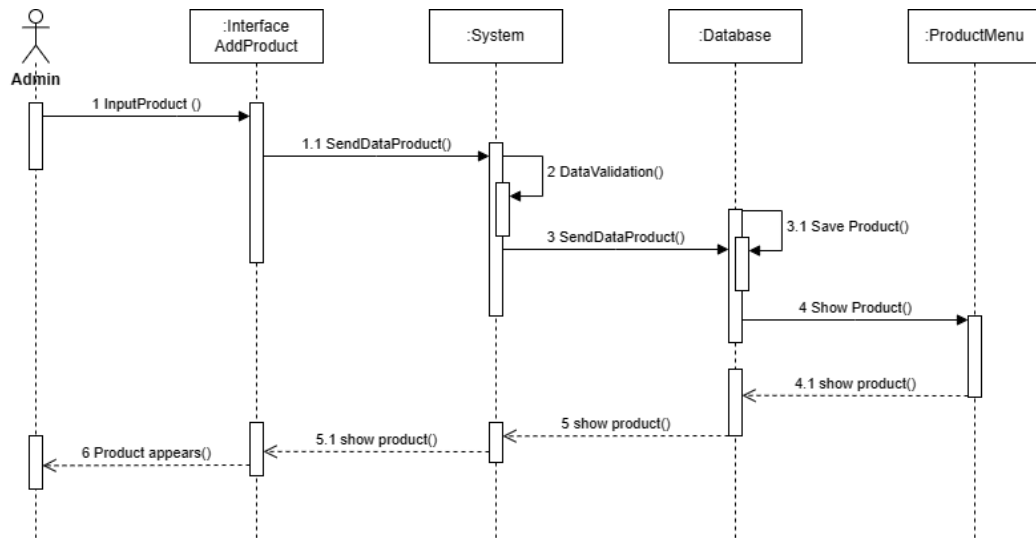 :Interface
AddProduct
:System
:Database
:ProductMenu
Admin
1 InputProduct ()
1.1 SendDataProduct()
2 DataValidation()
3.1 Save Product()
3 SendDataProduct()
4 Show Product()
4.1 show product()
5 show product()
5.1 show product()
6 Product appears()